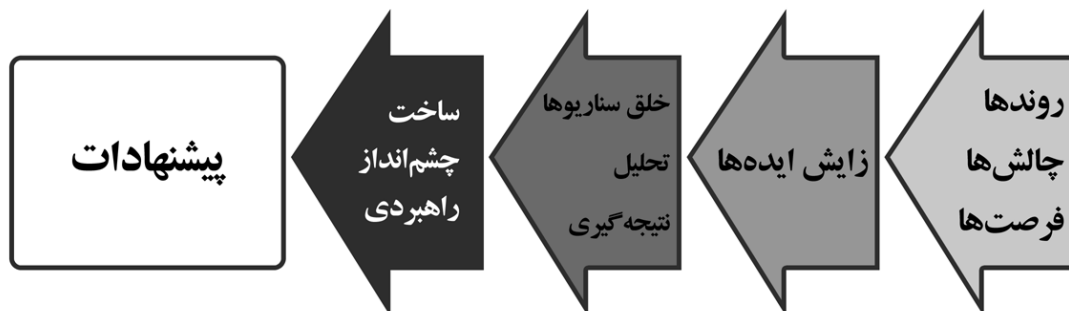 روندها
چالش‌ها
فرصت‌ها
زایش ایده‌ها
خلق سناریوها
تحلیل
نتیجه‌گیری
ساخت
چشم‌انداز
راهبردی
پیشنهادات